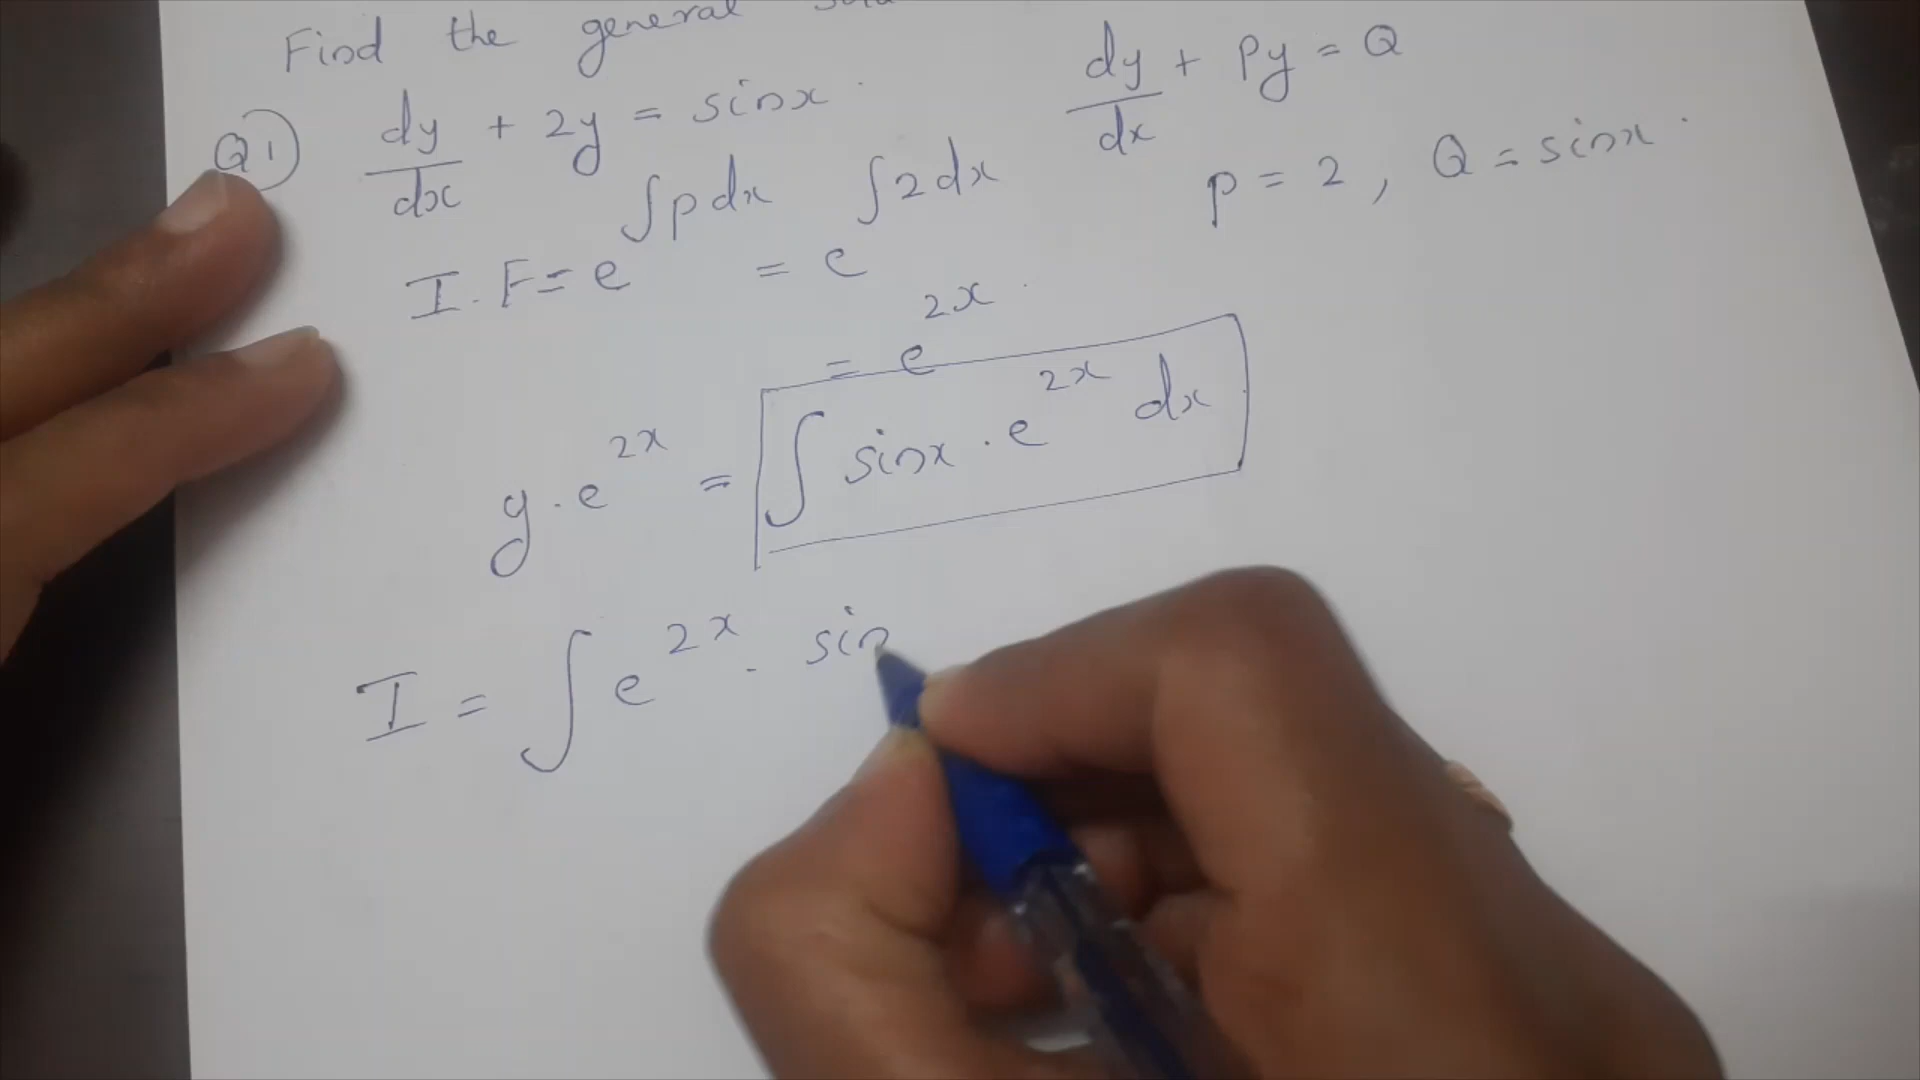 Find the general
Q1) dy/dx + 2y = sinx.
dy/dx + Py = Q
p = 2, Q = sinx.
I.F = e^∫pdx = e^∫2dx
= e^2x.
y.e^2x = ∫ sinx . e^2x dx
I = ∫ e^2x . sin